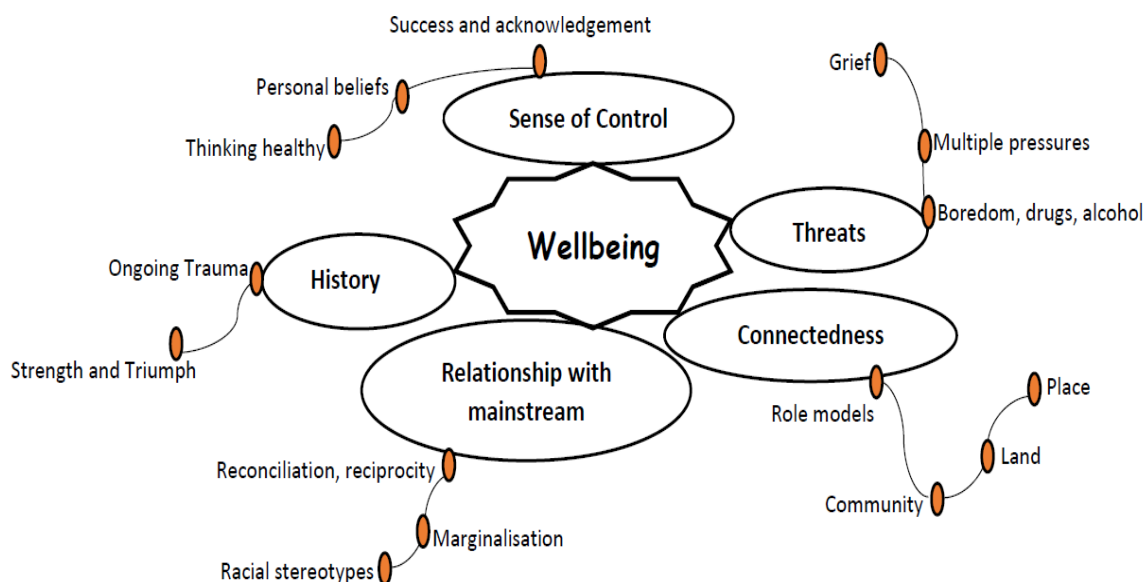 Success and acknowledgement
Personal beliefs
Thinking healthy
Sense of Control
Grief
Multiple pressures
Boredom, drugs, alcohol
Threats
Wellbeing
Ongoing Trauma
History
Strength and Triumph
Connectedness
Relationship with
mainstream
Role models
Place
Land
Community
Reconciliation, reciprocity
Marginalisation
Racial stereotypes